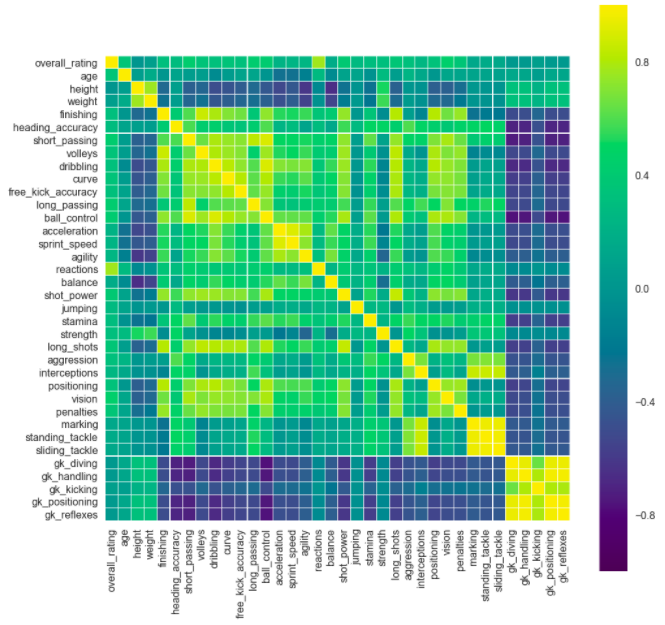 overall_rating
age
height
weight
finishing
heading_accuracy
short_passing
volleys
dribbling
curve
free_kick_accuracy
long_passing
ball_control
acceleration
sprint_speed
agility
reactions
balance
shot_power
jumping
stamina
strength
long_shots
aggression
interceptions
positioning
vision
penalties
marking
standing_tackle
sliding_tackle
gk_diving
gk_handling
gk_kicking
gk_positioning
gk_reflexes
overall_rating
age
height
weight
finishing
heading_accuracy
short_passing
volleys
dribbling
curve
free_kick_accuracy
long_passing
ball_control
acceleration
sprint_speed
agility
reactions
balance
shot_power
jumping
stamina
strength
long_shots
aggression
interceptions
positioning
vision
penalties
marking
standing_tackle
sliding_tackle
gk_diving
gk_handling
gk_kicking
gk_positioning
gk_reflexes
0.8
0.4
0.0
−0.4
−0.8